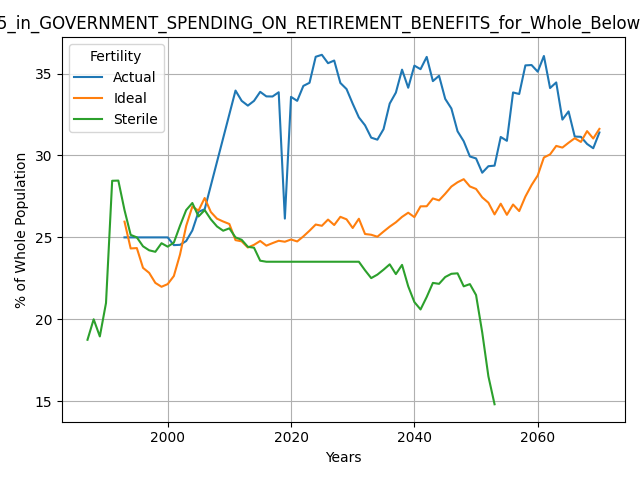 5_in_GOVERNMENT_SPENDING_ON_RETIREMENT_BENEFITS_for_Whole_Below
Fertility
Actual
Ideal
Sterile
% of Whole Population
35
30
25
20
15
2000
2020
2040
2060
Years